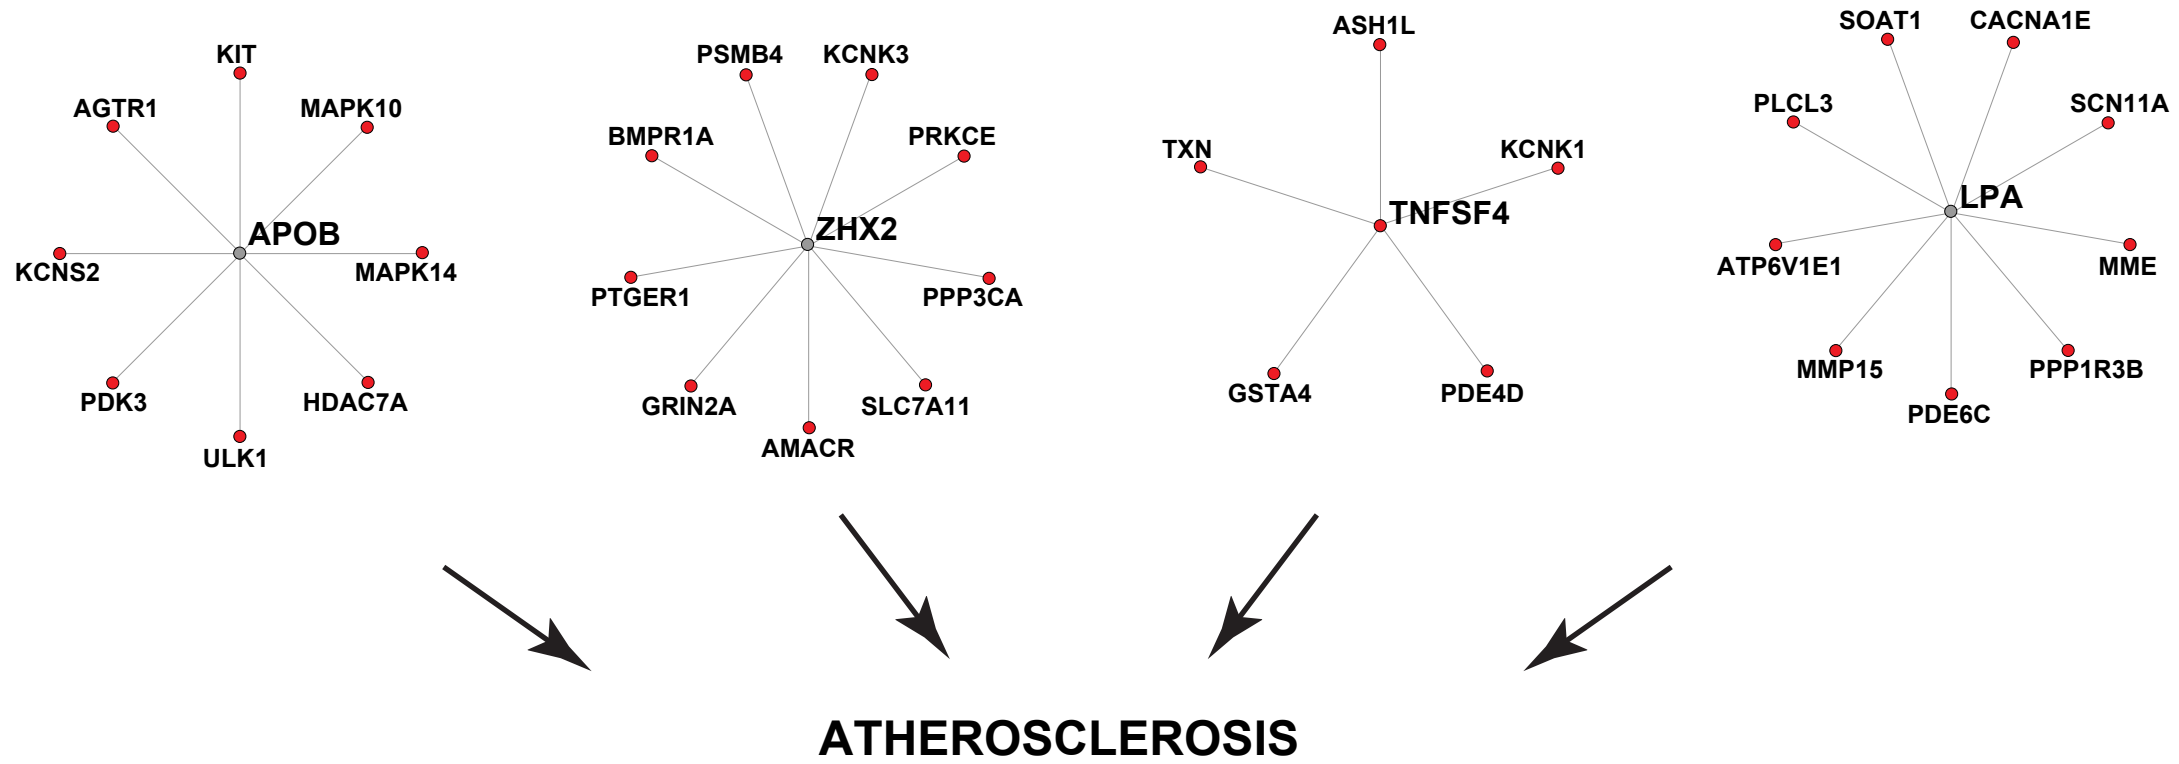 KIT
AGTR1
MAPK10
APOB
KCNS2
MAPK14
PDK3
HDAC7A
ULK1
PSMB4
KCNK3
BMPR1A
PRKCE
ZHX2
PTGER1
PPP3CA
GRIN2A
SLC7A11
AMACR
ASH1L
TXN
KCNK1
TNFSF4
GSTA4
PDE4D
SOAT1
CACNA1E
PLCL3
SCN11A
LPA
ATP6V1E1
MME
MMP15
PPP1R3B
PDE6C
ATHEROSCLEROSIS